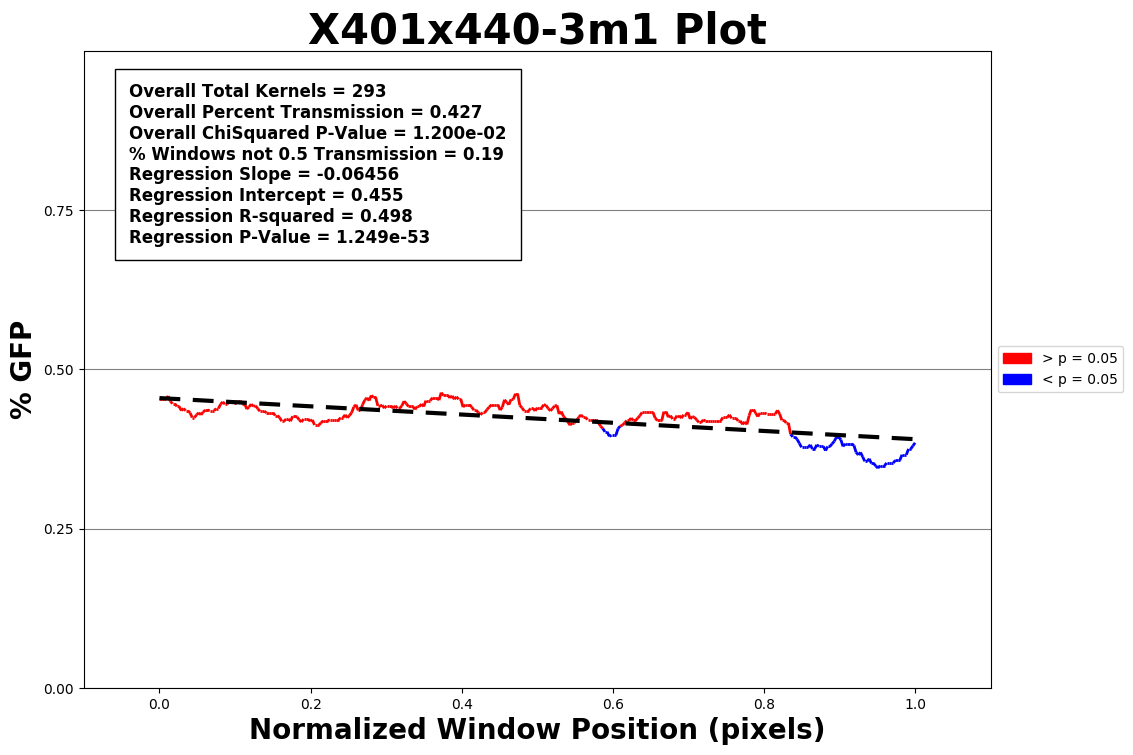 X401x440-3m1 Plot
Overall Total Kernels = 293
Overall Percent Transmission = 0.427
Overall ChiSquared P-Value = 1.200e-02
% Windows not 0.5 Transmission = 0.19
Regression Slope = -0.06456
Regression Intercept = 0.455
Regression R-squared = 0.498
Regression P-Value = 1.249e-53
% GFP
0.75
0.50
0.25
0.00
> p = 0.05
< p = 0.05
0.0 0.2 0.4 0.6 0.8 1.0
Normalized Window Position (pixels)